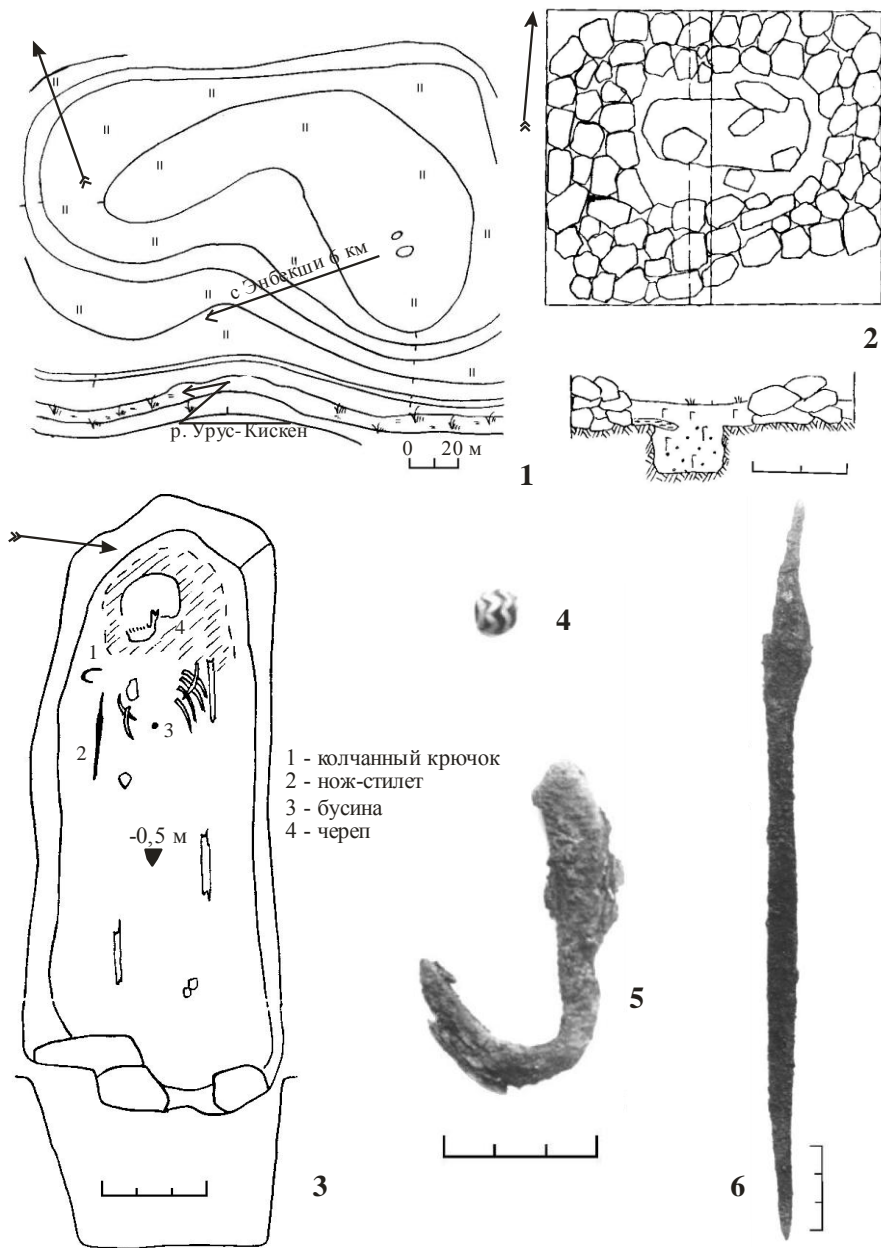 с Энбекши 6 км
р. Урус-Кискен
0 20 м
1
2
1
2
3
4
-0,5 м
1 - колчанный крючок
2 - нож-стилет
3 - бусина
4 - череп
3
4
5
6